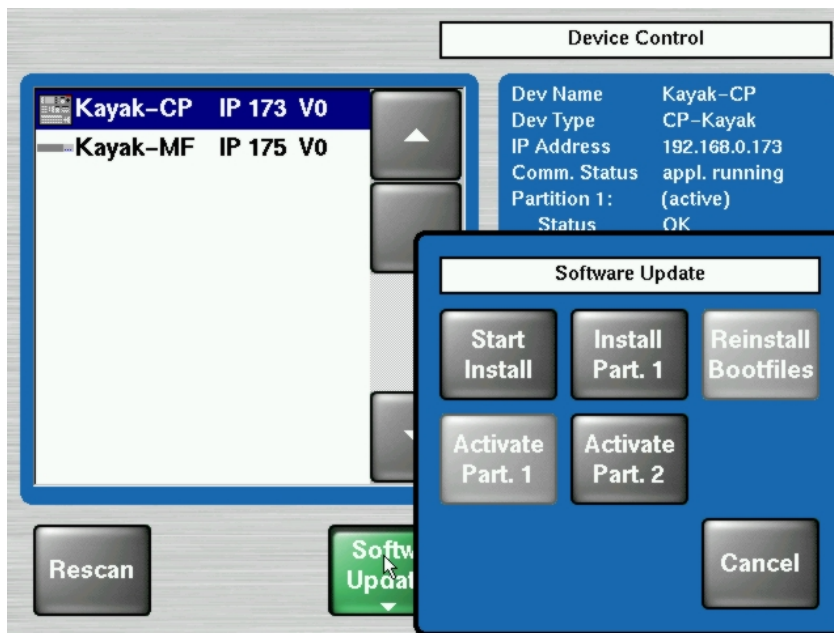 Device Control
Kayak-CP IP 173 V0
Kayak-MF IP 175 V0
Dev Name Kayak-CP
Dev Type CP-Kayak
IP Address 192.168.0.173
Comm. Status appl. running
Partition 1: (active)
Status OK
Software Update
Start
Install
Install
Part. 1
Reinstall
Bootfiles
Activate
Part. 1
Activate
Part. 2
Cancel
Rescan
Softw
Updat